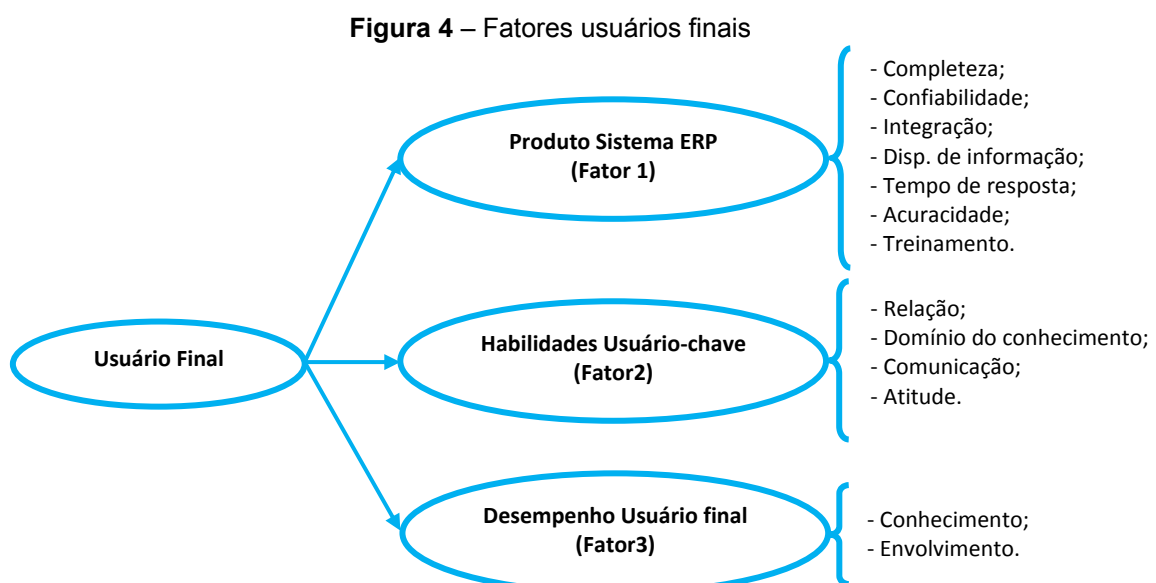 Figura 4 – Fatores usuários finais
Produto Sistema ERP
(Fator 1)
- Completeza;
- Confiabilidade;
- Integração;
- Disp. de informação;
- Tempo de resposta;
- Acuracidade;
- Treinamento.
Usuário Final
Habilidades Usuário-chave
(Fator2)
- Relação;
- Domínio do conhecimento;
- Comunicação;
- Atitude.
Desempenho Usuário final
(Fator3)
- Conhecimento;
- Envolvimento.